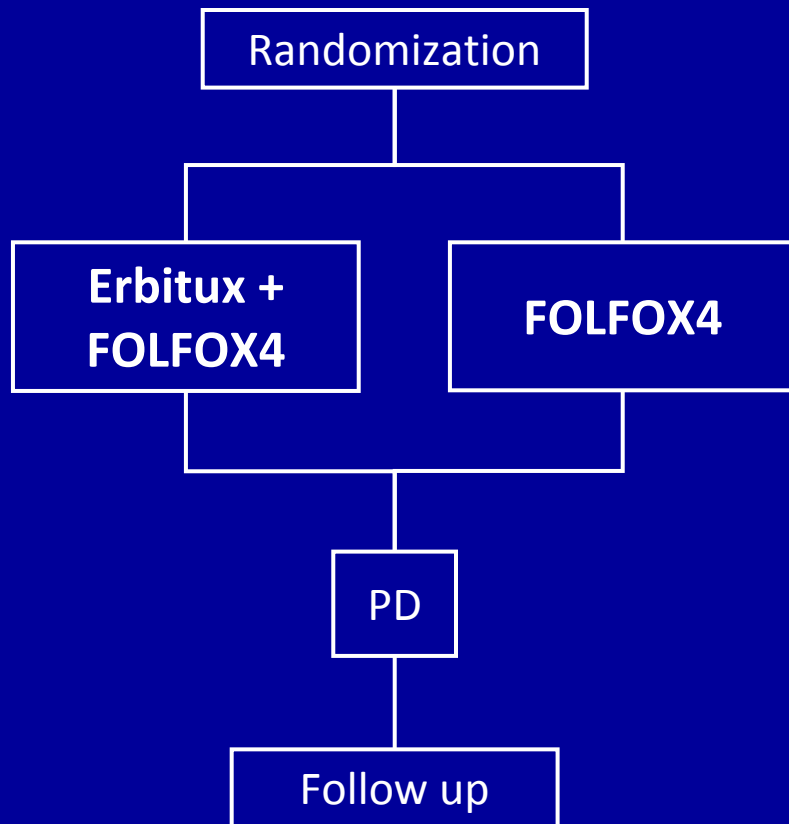 Randomization
Erbitux +
FOLFOX4
FOLFOX4
PD
Follow up